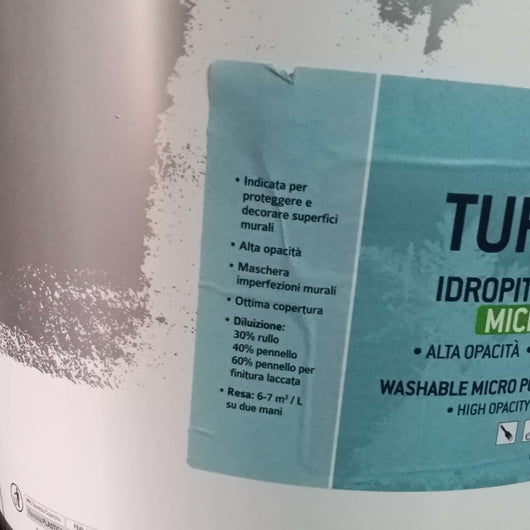 • Indicata per
proteggere e
decorare superfici
murali
• Alta opacità
• Maschera
imperfezioni murali
• Ottima copertura
• Diluizione:
30% rullo
40% pennello
60% pennello per
finitura laccata
• Resa: 6-7 m² / L
su due mani
TU
IDROPIT
MIC
• ALTA OPACITÀ •
WASHABLE MICRO P
• HIGH OPACITY